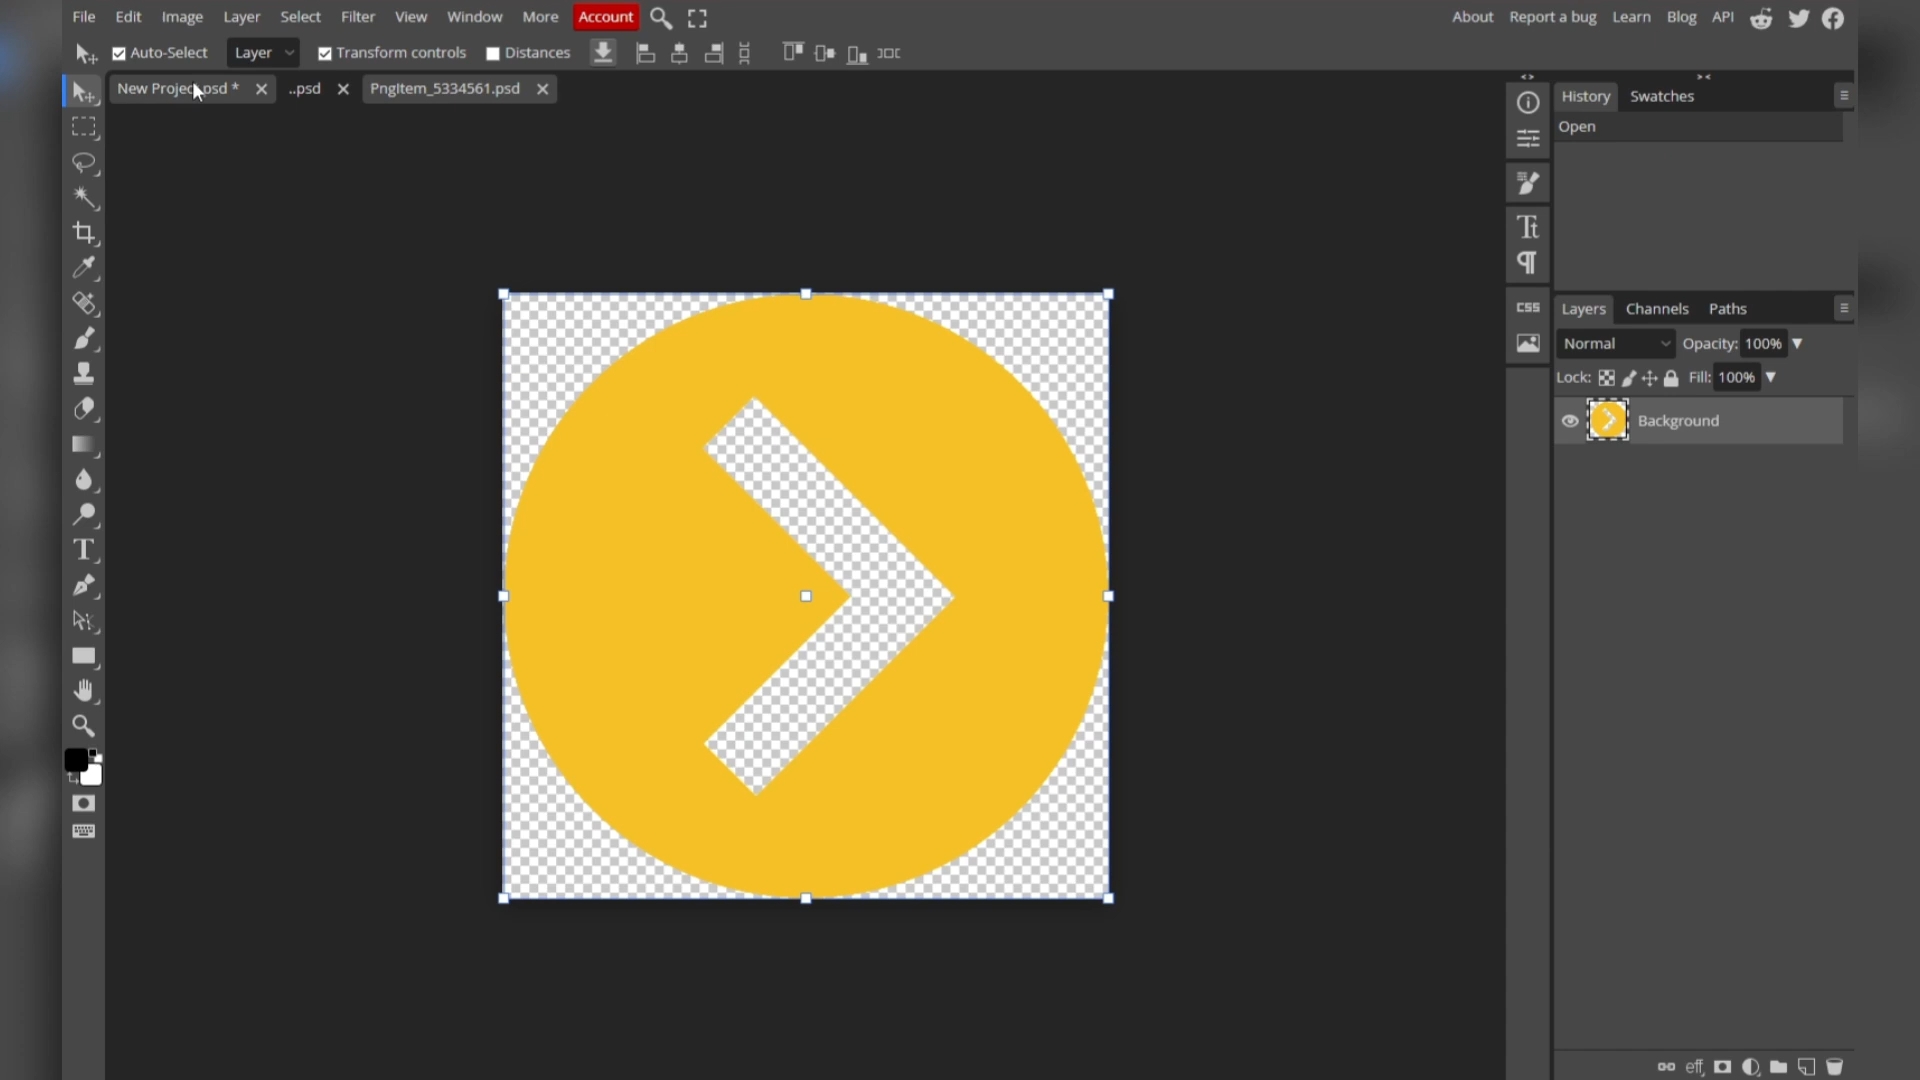 File Edit Image Layer Select Filter View Window More Account About Report a bug Learn Blog API
Auto-Select Layer Transform controls Distances
New Project.psd * ..psd PngItem_5334561.psd
History Swatches
Open
CSS
Layers Channels Paths
Normal Opacity: 100%
Lock: Fill: 100%
Background
eff